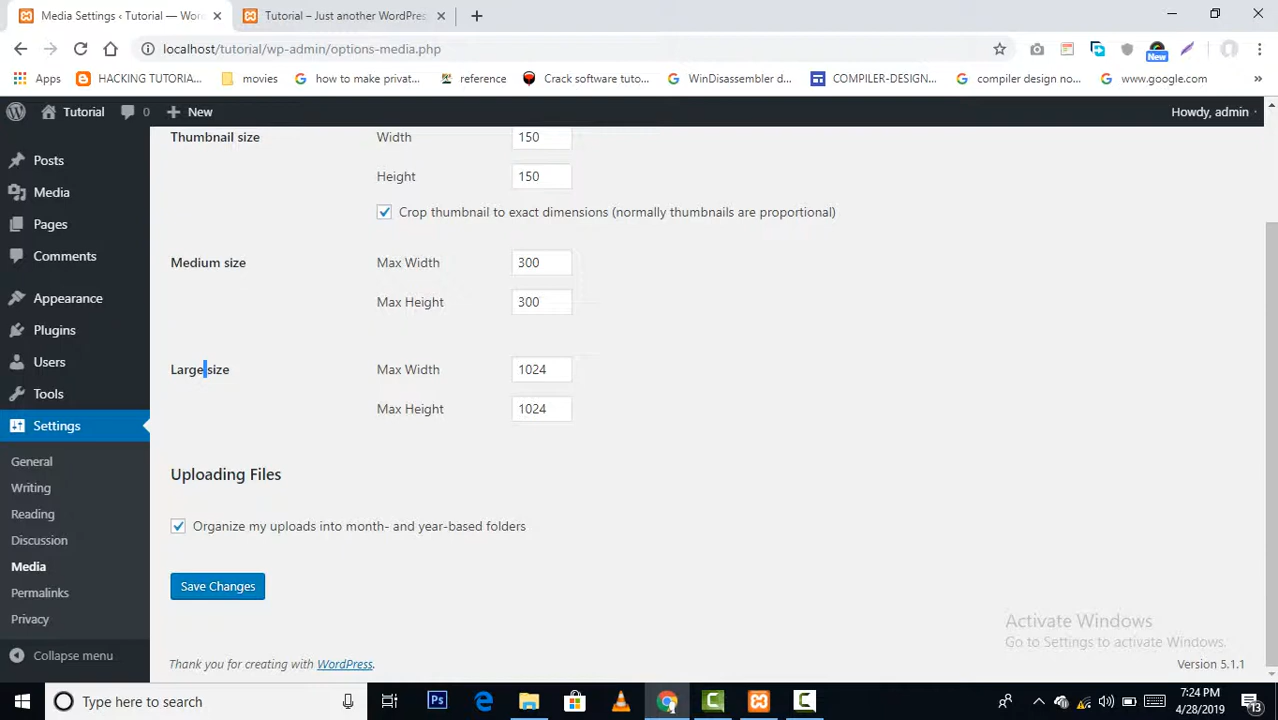 Media Settings ‹ Tutorial — Wor
Tutorial – Just another WordPres
localhost/tutorial/wp-admin/options-media.php
New
Apps
HACKING TUTORIA...
movies
how to make privat...
reference
Crack software tuto...
WinDisassembler d...
COMPILER-DESIGN...
compiler design no...
www.google.com
»
Tutorial
0
New
Howdy, admin
Posts
Media
Pages
Comments
Appearance
Plugins
Users
Tools
Settings
General
Writing
Reading
Discussion
Media
Permalinks
Privacy
Collapse menu
Thumbnail size
Width
150
Height
150
Crop thumbnail to exact dimensions (normally thumbnails are proportional)
Medium size
Max Width
300
Max Height
300
Large size
Max Width
1024
Max Height
1024
Uploading Files
Organize my uploads into month- and year-based folders
Save Changes
Activate Windows
Go to Settings to activate Windows.
Thank you for creating with WordPress.
Version 5.1.1
Type here to search
Ps
7:24 PM
4/28/2019
13